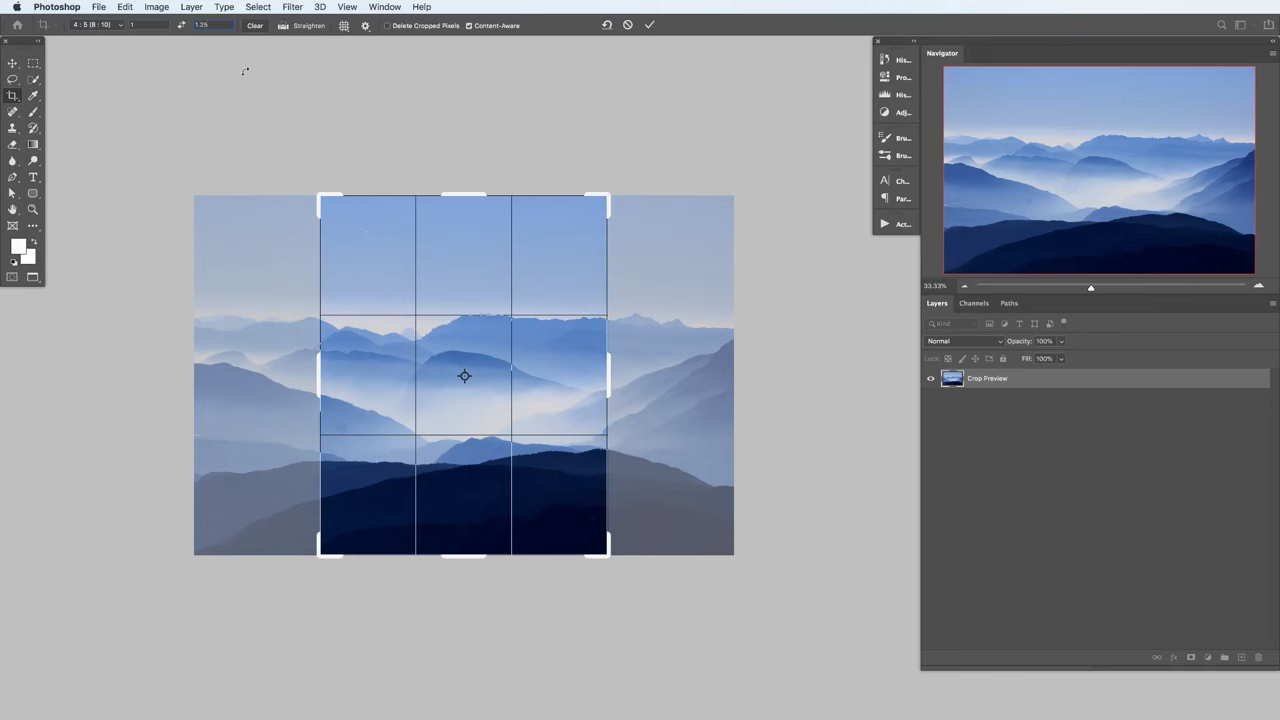 Photoshop File Edit Image Layer Type Select Filter 3D View Window Help
4 : 5 (8 : 10) 1 1.25 Clear Straighten Delete Cropped Pixels Content-Aware
Navigator
His...
Pro...
His...
Adj...
Bru...
Bru...
Ch...
Par...
Act...
33.33%
Layers Channels Paths
Kind
Normal Opacity: 100%
Lock: Fill: 100%
Crop Preview